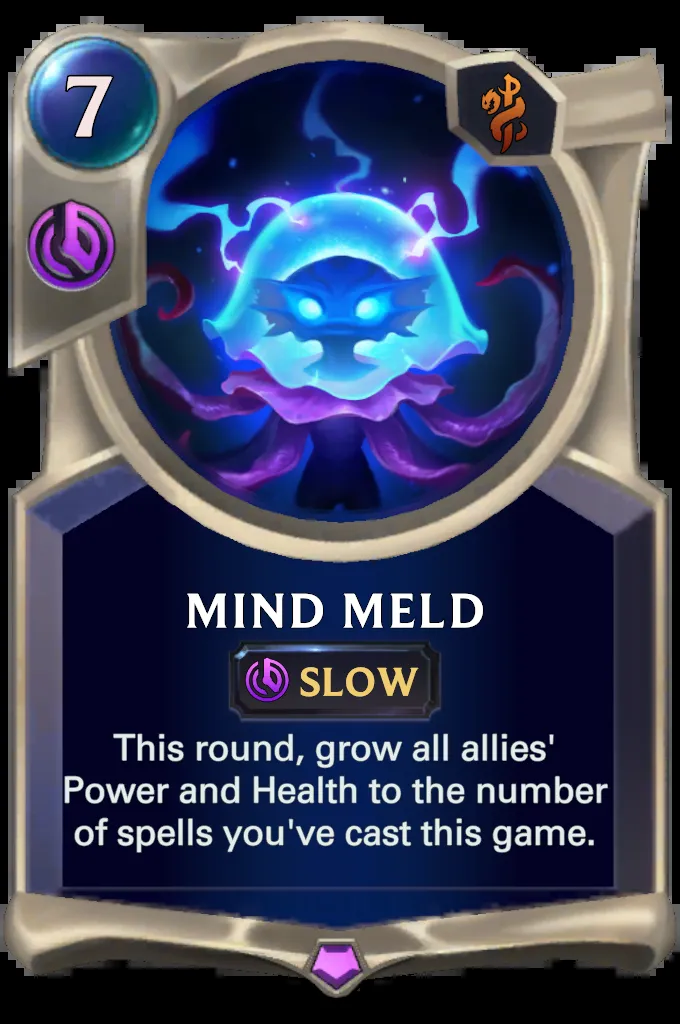 7
MIND MELD
SLOW
This round, grow all allies'
Power and Health to the number
of spells you've cast this game.